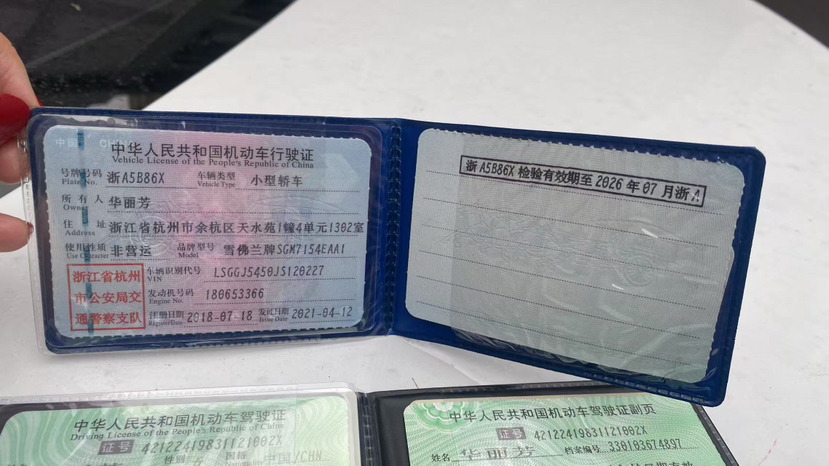 中华人民共和国机动车行驶证
Vehicle License of the People's Republic of China
号牌号码 浙A5B86X 车辆类型 小型轿车
Plate No. Vehicle Type
所有人 华丽芳
Owner
住址 浙江省杭州市余杭区天水苑1幢4单元1302室
Address
使用性质 非营运 品牌型号 雪佛兰牌SGM7154EAA1
Use Character Model
浙江省杭州
市公安局交
通警察支队
车辆识别代号 LSGGJ5450JS120227
VIN
发动机号码 180653366
Engine No.
注册日期 2018-07-18 发证日期 2021-04-12
Register Date Issue Date
浙A5B86X 检验有效期至2026年07月浙A
中华人民共和国机动车驾驶证
Driving License of the People's Republic of China
证号 42122419831121002X
性别 国籍 中国/CHN
中华人民共和国机动车驾驶证副页
证号 42122419831121002X
姓名 华丽芳 档案编号 330103674897